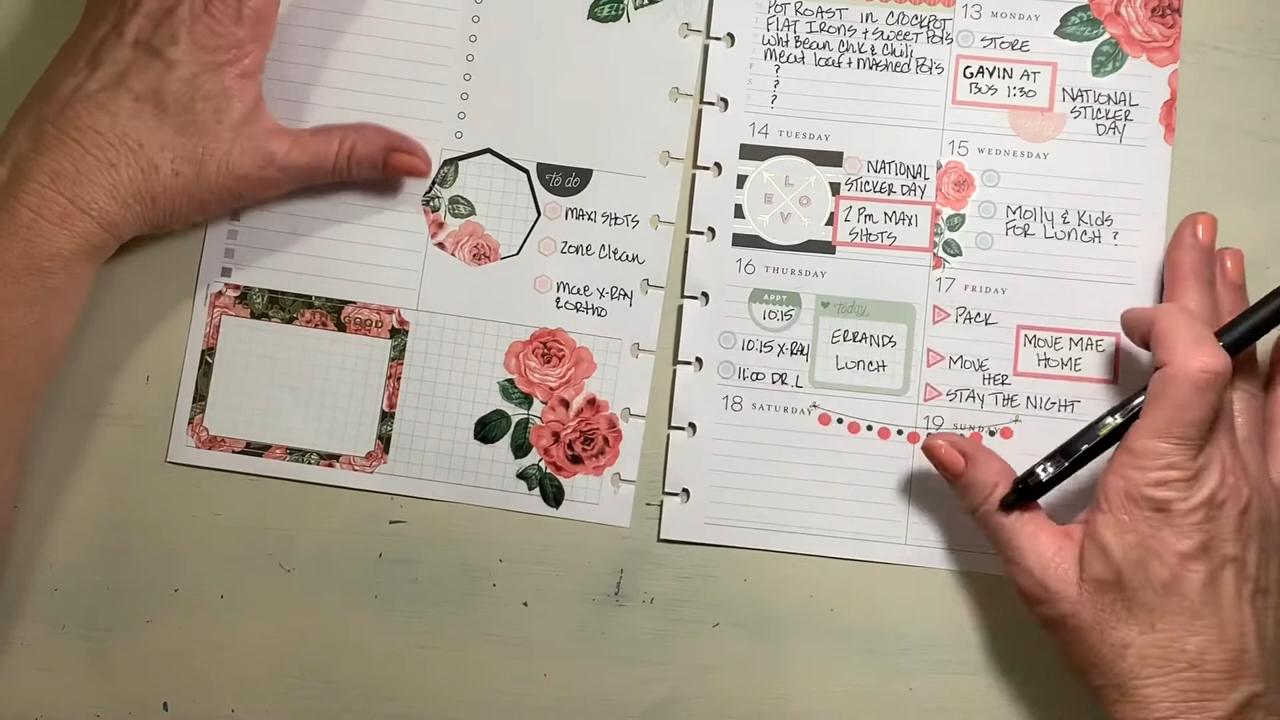 to do
MAXI SHOTS
Zone Clean
Mae X-RAY
& ORTHO
GOOD
POT ROAST in CROCKPOT
FLAT IRONS + SWEET POTS
Wht Bean Chk & Chili
Meat loaf + MAShed Pot's
F ?
S ?
S ?
13 MONDAY
STORE
GAVIN AT
BUS 1:30
NATIONAL
STICKER
DAY
today
14 TUESDAY
L
E O
V
NATIONAL
STICKER DAY
2 Pm MAXI
SHOTS
15 WEDNESDAY
Molly & Kids
FOR LUNCH ?
16 THURSDAY
APPT
10:15
today
ERRANDS
LUNCH
10:15 X-RAY
11:00 DR. L
17 FRIDAY
PACK
MOVE
HER
MOVE MAE
HOME
STAY THE NIGHT
18 SATURDAY
19 SUNDAY